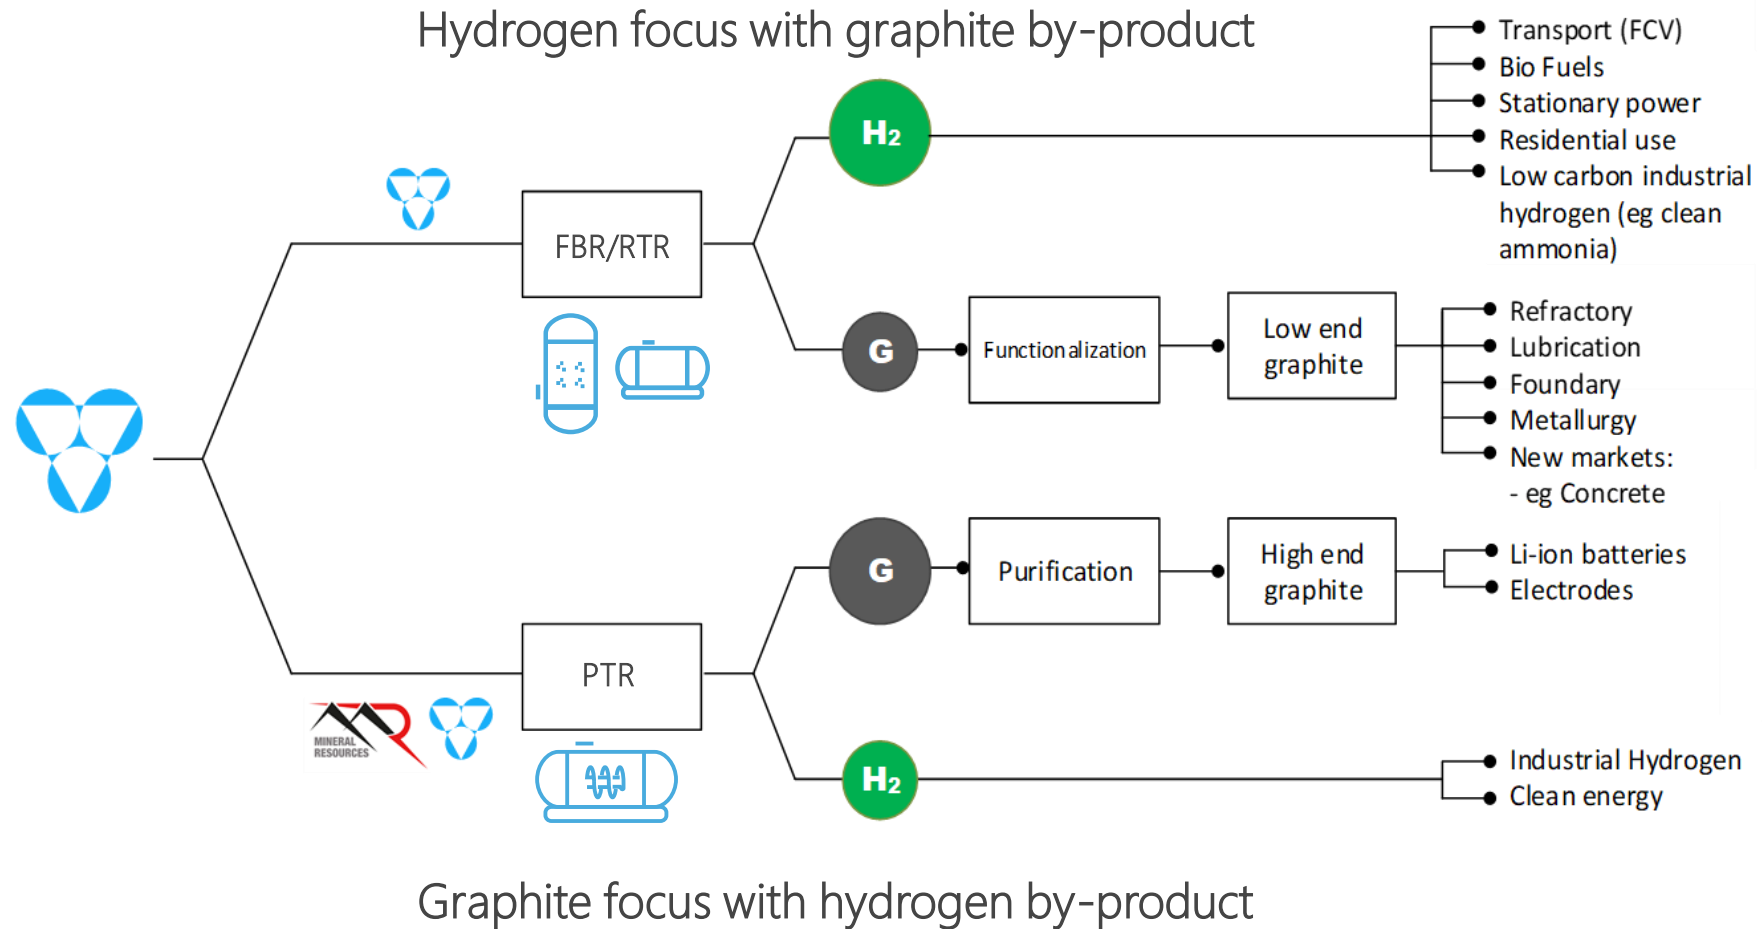 Hydrogen focus with graphite by-product
H2
Transport (FCV)
Bio Fuels
Stationary power
Residential use
Low carbon industrial
hydrogen (eg clean
ammonia)
FBR/RTR
G
Functionalization
Low end
graphite
Refractory
Lubrication
Foundary
Metallurgy
New markets:
- eg Concrete
G
Purification
High end
graphite
Li-ion batteries
Electrodes
PTR
MINERAL
RESOURCES
H2
Industrial Hydrogen
Clean energy
Graphite focus with hydrogen by-product